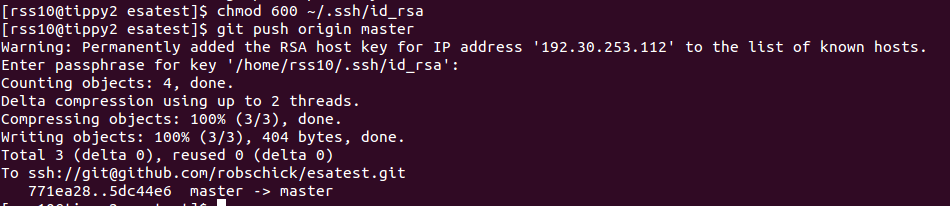 [rss10@tippy2 esatest]$ chmod 600 ~/.ssh/id_rsa
[rss10@tippy2 esatest]$ git push origin master
Warning: Permanently added the RSA host key for IP address '192.30.253.112' to the list of known hosts.
Enter passphrase for key '/home/rss10/.ssh/id_rsa':
Counting objects: 4, done.
Delta compression using up to 2 threads.
Compressing objects: 100% (3/3), done.
Writing objects: 100% (3/3), 404 bytes, done.
Total 3 (delta 0), reused 0 (delta 0)
To ssh://git@github.com/robschick/esatest.git
   771ea28..5dc44e6  master -> master
[rss10@tippy2 esatest]$